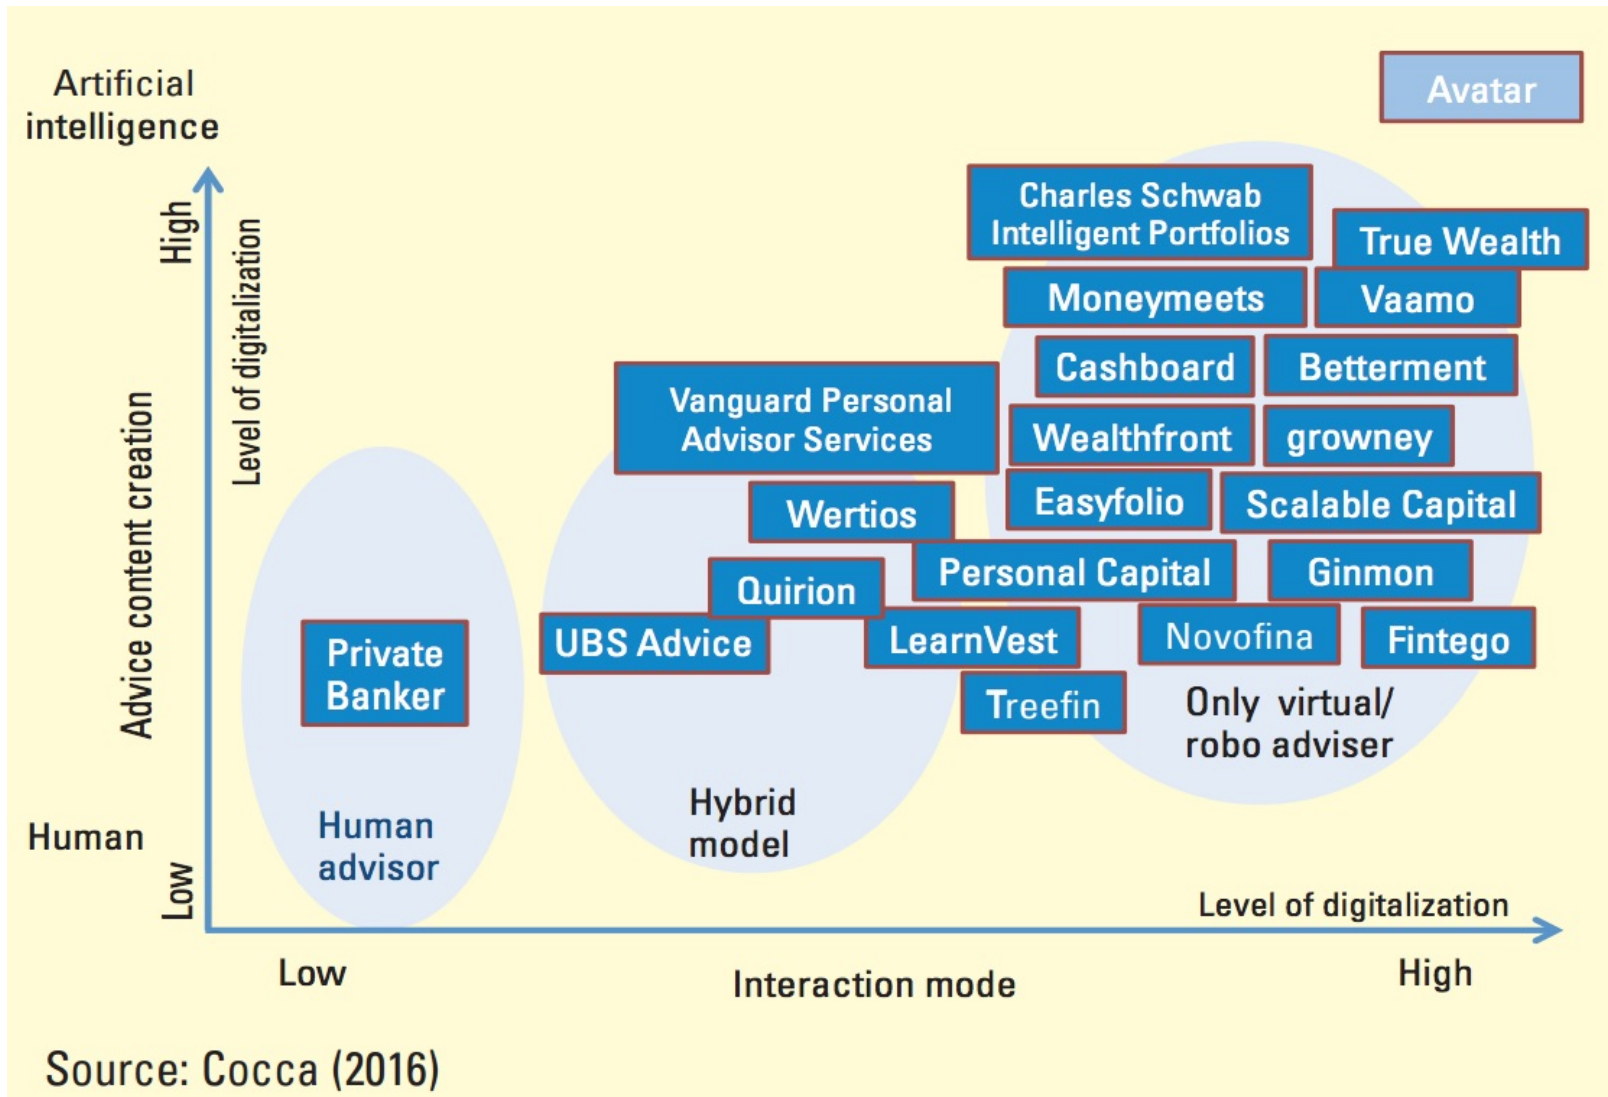 Artificial
intelligence
Avatar
High
Level of digitalization
Charles Schwab
Intelligent Portfolios
True Wealth
Moneymeets
Vaamo
Cashboard
Betterment
Vanguard Personal
Advisor Services
Wealthfront
growney
Advice content creation
Easyfolio
Scalable Capital
Wertios
Personal Capital
Ginmon
Quirion
UBS Advice
LearnVest
Novofina
Fintego
Private
Banker
Treefin
Only virtual/
robo adviser
Hybrid
model
Human
Human
advisor
Low
Level of digitalization
Low
Interaction mode
High
Source: Cocca (2016)